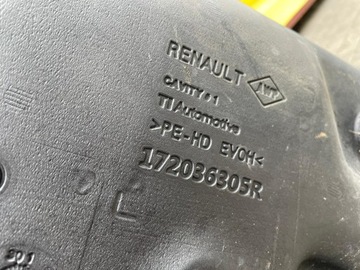 RENAULT
CAVITY • 1
TI Automotive
>PE-HD EVOH<
172036305R
L